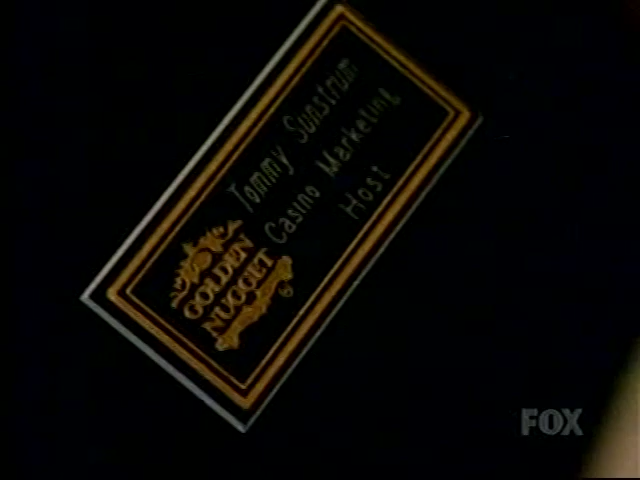 Tommy Sunstrum
Casino Marketing
Host
GOLDEN
NUGGET
FOX